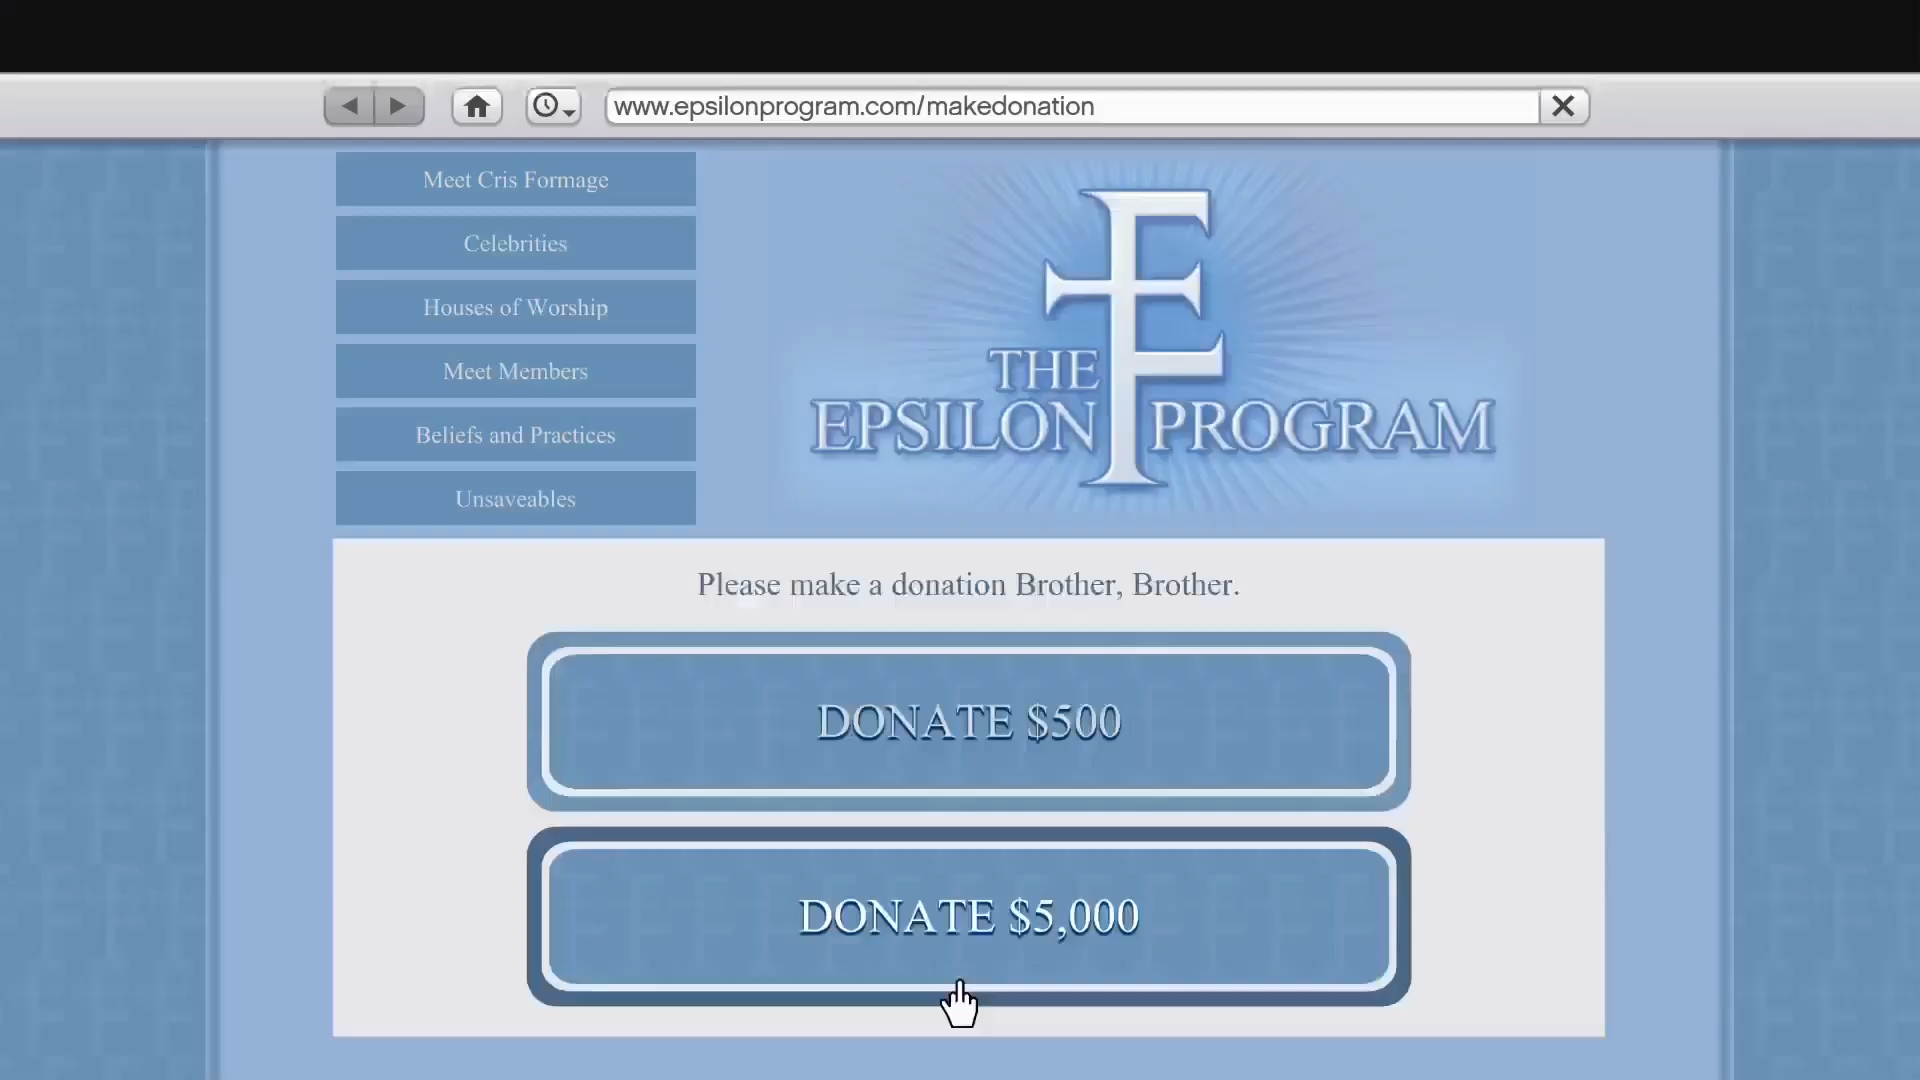 www.epsilonprogram.com/makedonation
Meet Cris Formage
Celebrities
Houses of Worship
Meet Members
Beliefs and Practices
Unsaveables
THE
EPSILON PROGRAM
Please make a donation Brother, Brother.
DONATE $500
DONATE $5,000